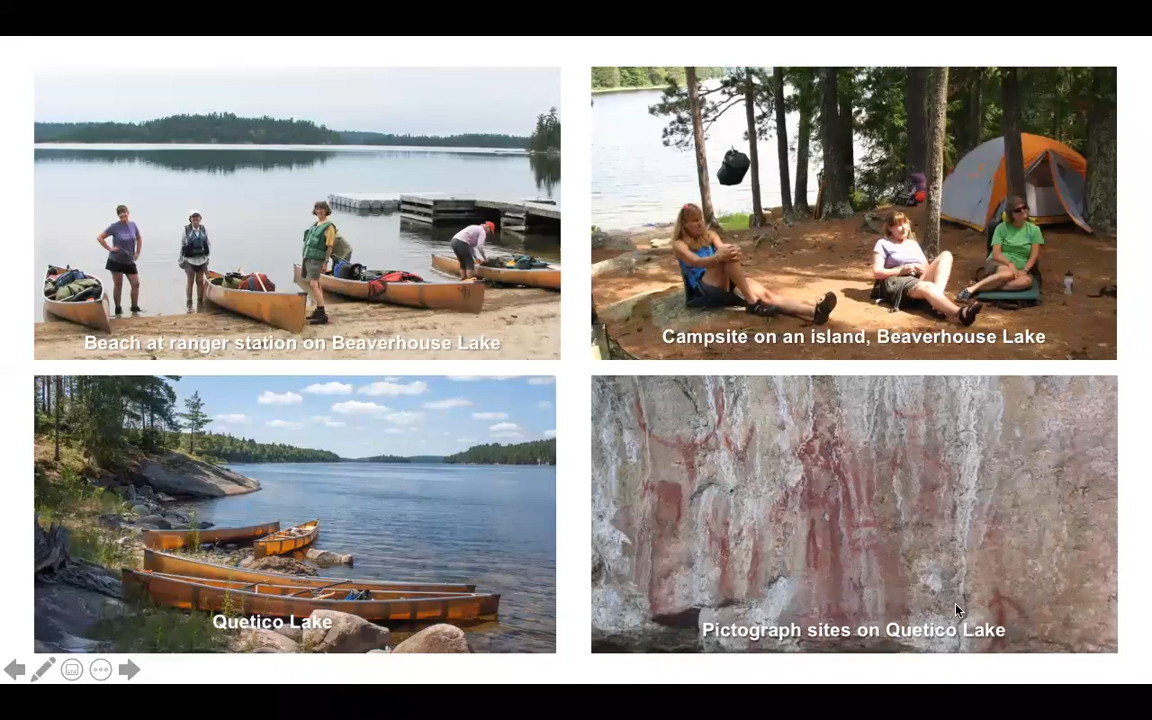 Beach at ranger station on Beaverhouse Lake
Campsite on an island, Beaverhouse Lake
Quetico Lake
Pictograph sites on Quetico Lake